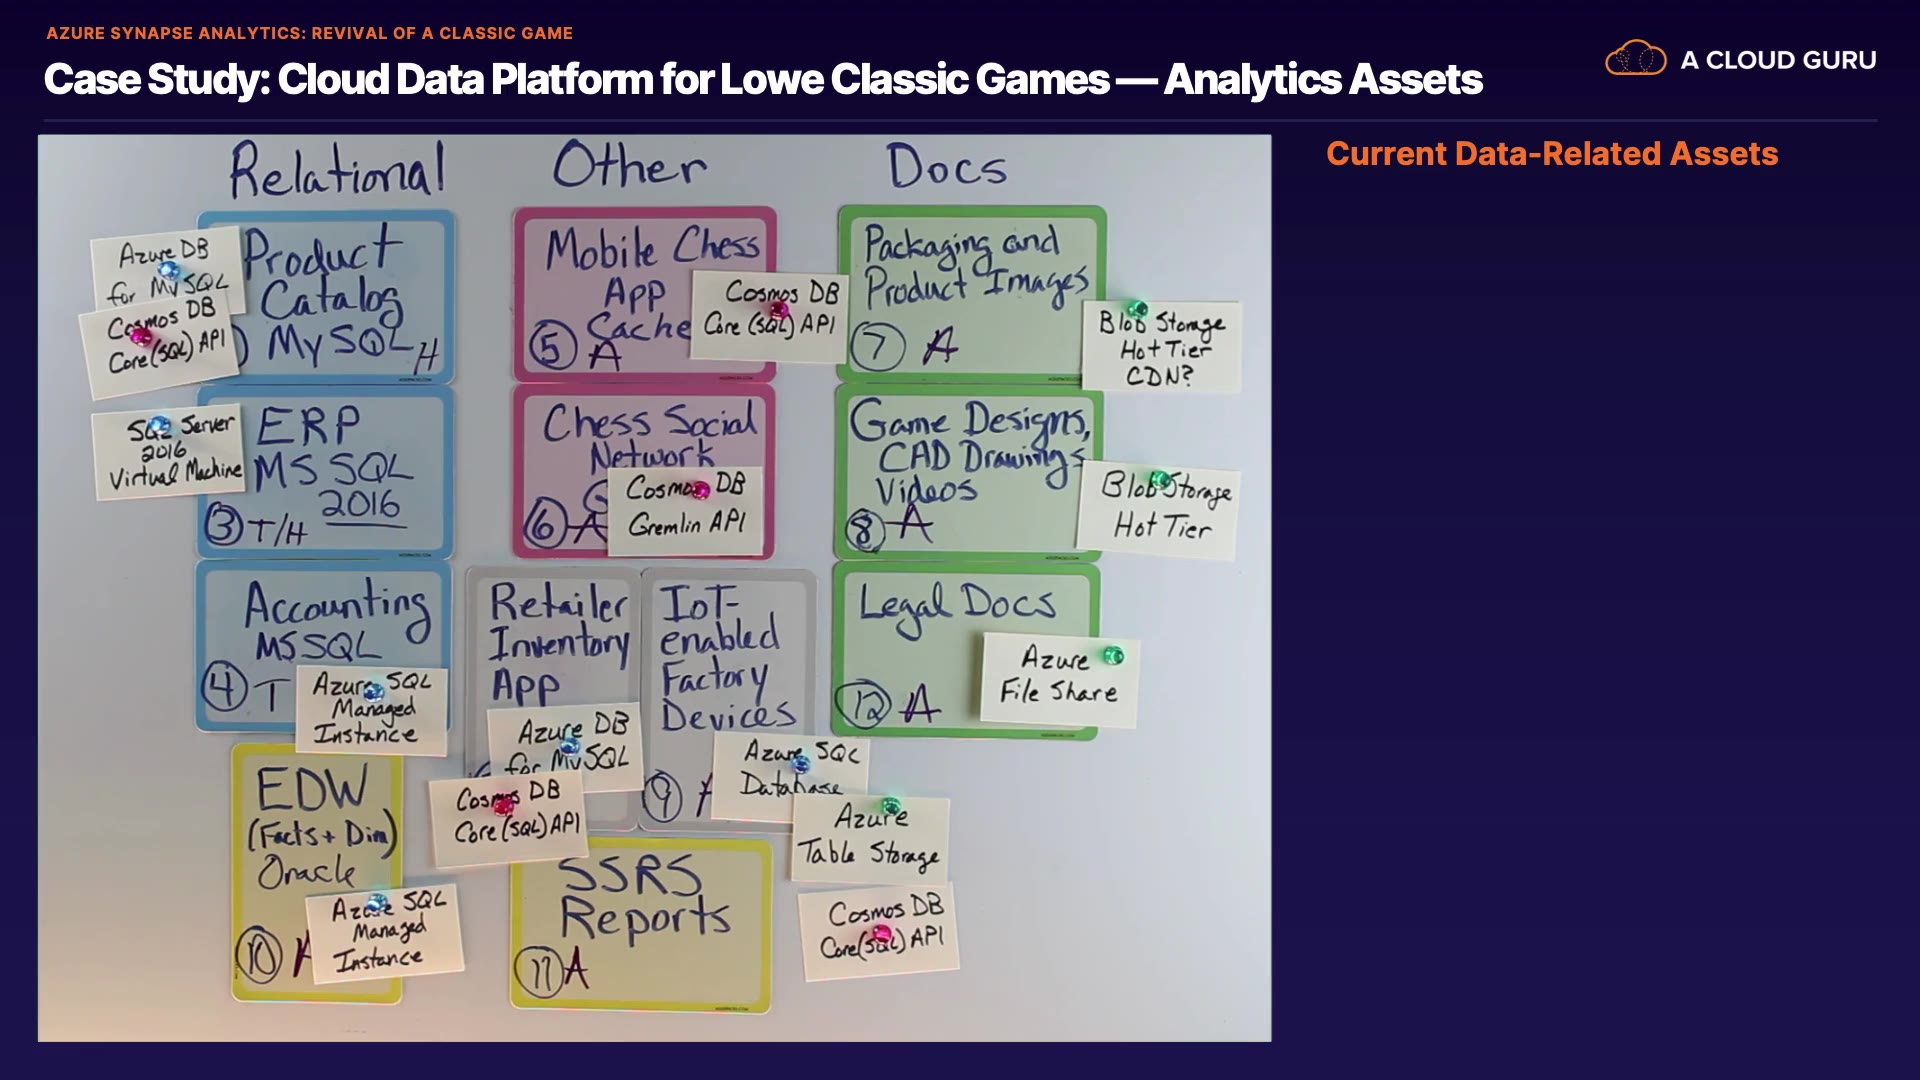 AZURE SYNAPSE ANALYTICS: REVIVAL OF A CLASSIC GAME
Case Study: Cloud Data Platform for Lowe Classic Games — Analytics Assets
A CLOUD GURU
Current Data-Related Assets
Relational
Other
Docs
Azure DB
for MySQL
Cosmos DB
Core (SQL) API
Product
Catalog
MySQL
H
SQL Server
2016
Virtual Machine
ERP
MS SQL
2016
3 T/H
Accounting
MS SQL
4 T
Azure SQL
Managed
Instance
EDW
(Facts + Dim)
Oracle
10 A
Azure SQL
Managed
Instance
Mobile Chess
App
Cache
5 A
Cosmos DB
Core (SQL) API
Chess Social
Network
6 A
Cosmos DB
Gremlin API
Retailer
Inventory
App
Azure DB
for MySQL
Cosmos DB
Core (SQL) API
IoT-
enabled
Factory
Devices
9
Azure SQL
Database
Azure
Table Storage
Cosmos DB
Core (SQL) API
SSRS
Reports
11 A
Packaging and
Product Images
7 A
Blob Storage
Hot Tier
CDN?
Game Designs,
CAD Drawings
Videos
8 A
Blob Storage
Hot Tier
Legal Docs
12 A
Azure
File Share